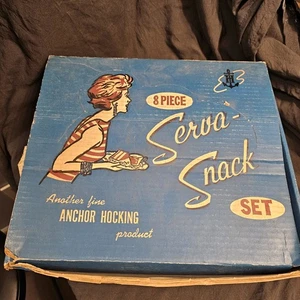 8 PIECE
Serva-
Snack
SET
Another fine
ANCHOR HOCKING
product